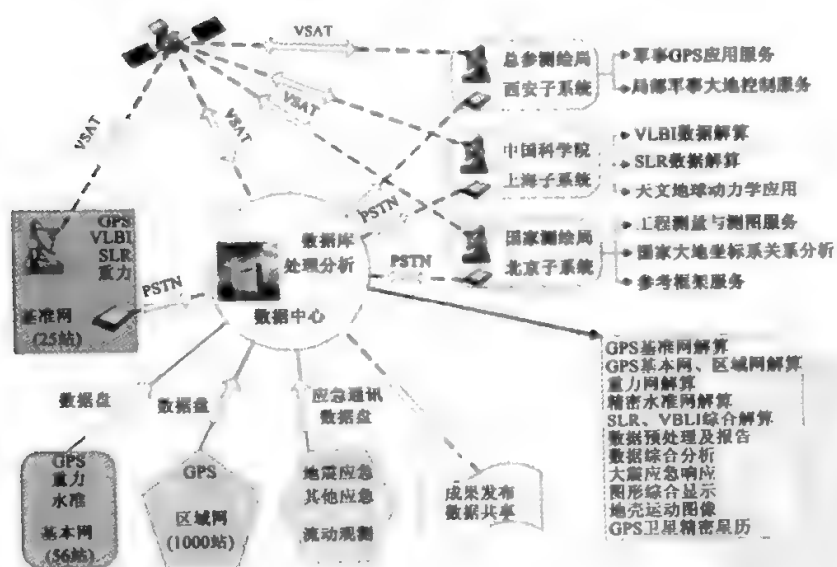 VSAT
总参测绘局
西安子系统
军事GPS应用服务
局部军事大地控制服务
VSAT
VSAT
VSAT
中国科学院
上海子系统
VLBI数据解算
SLR数据解算
天文地球动力学应用
PSTN
国家测绘局
北京子系统
工程测量与测图服务
国家大地坐标系关系分析
参考框架服务
PSTN
GPS
VLBI
SLR
重力
基准网
(25站)
PSTN
数据库
处理分析
数据中心
数据盘
数据盘
应急通讯
数据盘
GPS
重力
水准
基本网
(56站)
GPS
区域网
(1000站)
地震应急
其他应急
流动观测
成果发布
数据共享
GPS基准网解算
GPS基本网、区域网解算
重力网解算
精密水准网解算
SLR、VBLI综合解算
数据预处理及报告
数据综合分析
大震应急响应
图形综合显示
地壳运动图像
GPS卫星精密星历